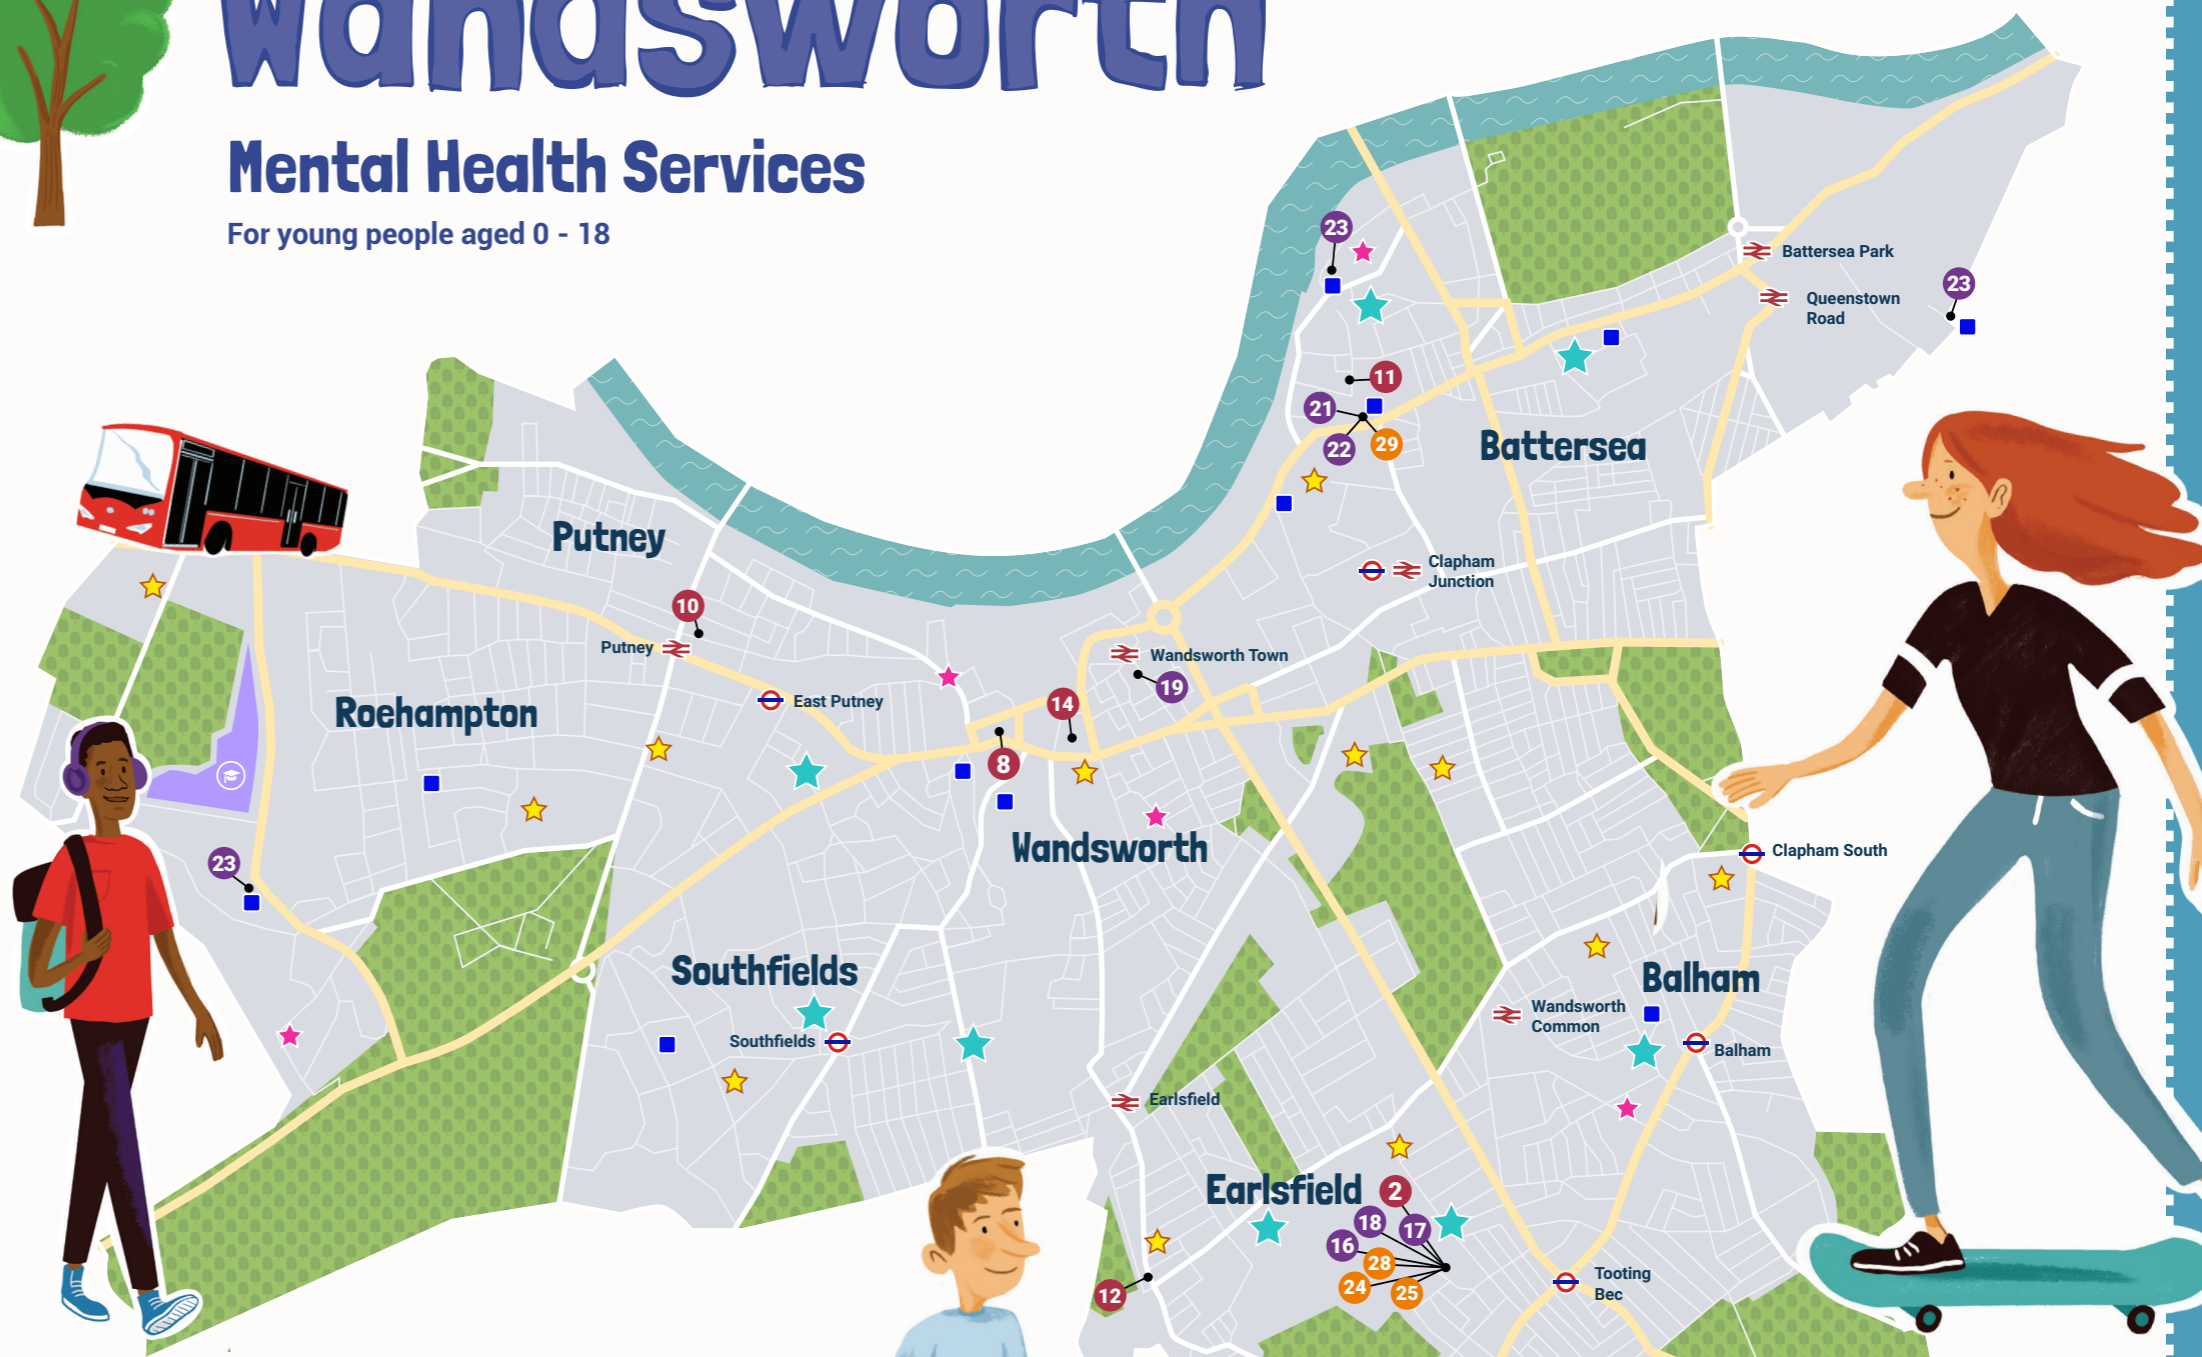 Wandsworth
Mental Health Services
For young people aged 0 - 18
23
Battersea Park
23
Queenstown
Road
11
21
22
29
Battersea
Putney
Clapham
Junction
10
Putney
Wandsworth Town
19
Roehampton
East Putney
14
8
Wandsworth
Clapham South
23
Southfields
Balham
Wandsworth
Common
Southfields
Balham
Earlsfield
Earlsfield
2
18
17
16
28
24
25
12
Tooting
Bec